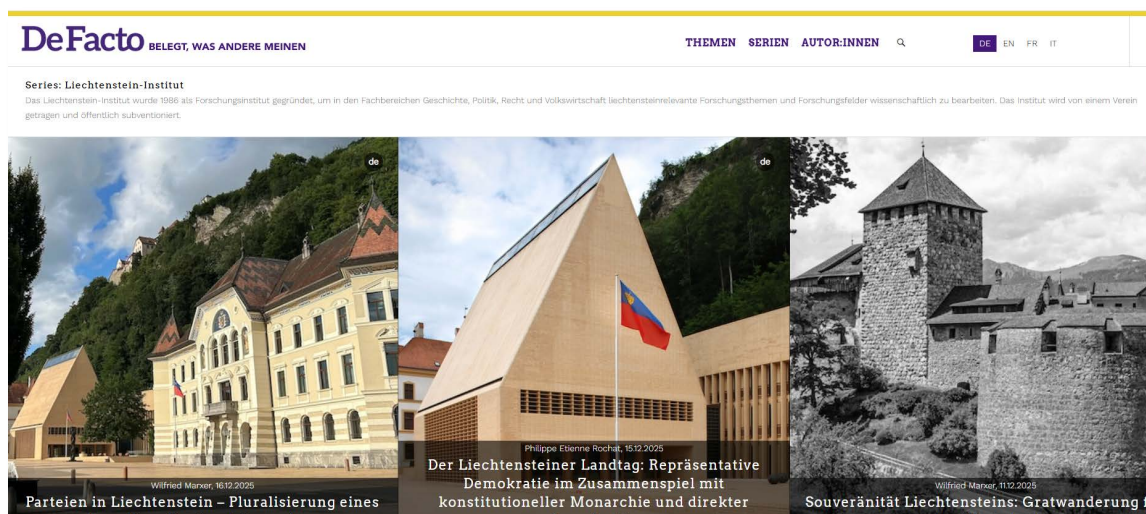 DeFacto BELEGT, WAS ANDERE MEINEN
THEMEN SERIEN AUTOR:INNEN
DE EN FR IT
Series: Liechtenstein-Institut
Das Liechtenstein-Institut wurde 1986 als Forschungsinstitut gegründet, um in den Fachbereichen Geschichte, Politik, Recht und Volkswirtschaft liechtensteinrelevante Forschungsthemen und Forschungsfelder wissenschaftlich zu bearbeiten. Das Institut wird von einem Verein
getragen und öffentlich subventioniert.
de
Wilfried Marxer, 16.12.2025
Parteien in Liechtenstein – Pluralisierung eines
de
Philippe Etienne Rochat, 15.12.2025
Der Liechtensteiner Landtag: Repräsentative
Demokratie im Zusammenspiel mit
konstitutioneller Monarchie und direkter
Wilfried Marxer, 11.12.2025
Souveränität Liechtensteins: Gratwanderung